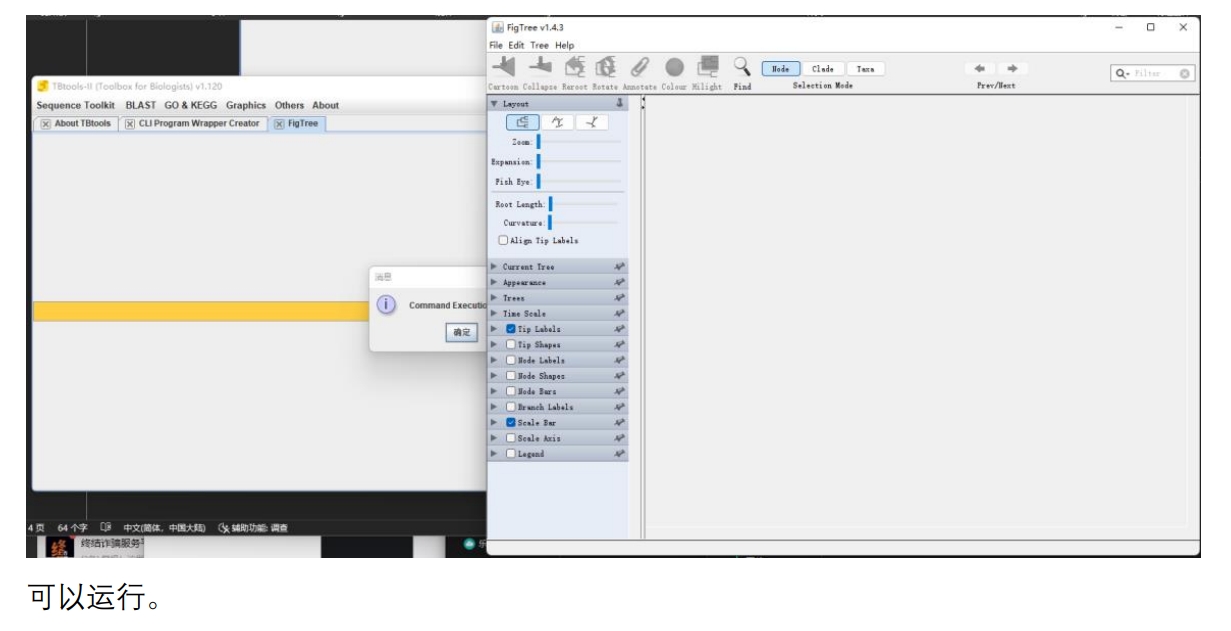 FigTree v1.4.3
File Edit Tree Help
Cartoon Collapse Reroot Rotate Annotate Colour Hilight Find
Node Clade Taxa
Selection Mode
Prev/Next
Filter
TBtools-II (Toolbox for Biologists) v1.120
Sequence Toolkit BLAST GO & KEGG Graphics Others About
About TBtools CLI Program Wrapper Creator FigTree
Layout
Zoom:
Expansion:
Fish Eye:
Root Length:
Curvature:
Align Tip Labels
Current Tree
Appearance
Trees
Time Scale
Tip Labels
Tip Shapes
Node Labels
Node Shapes
Node Bars
Branch Labels
Scale Bar
Scale Axis
Legend
消息
Command Executio
确定
4页 64个字 中文(简体，中国大陆) 辅助功能: 调查
终结诈骗服务
可以运行。